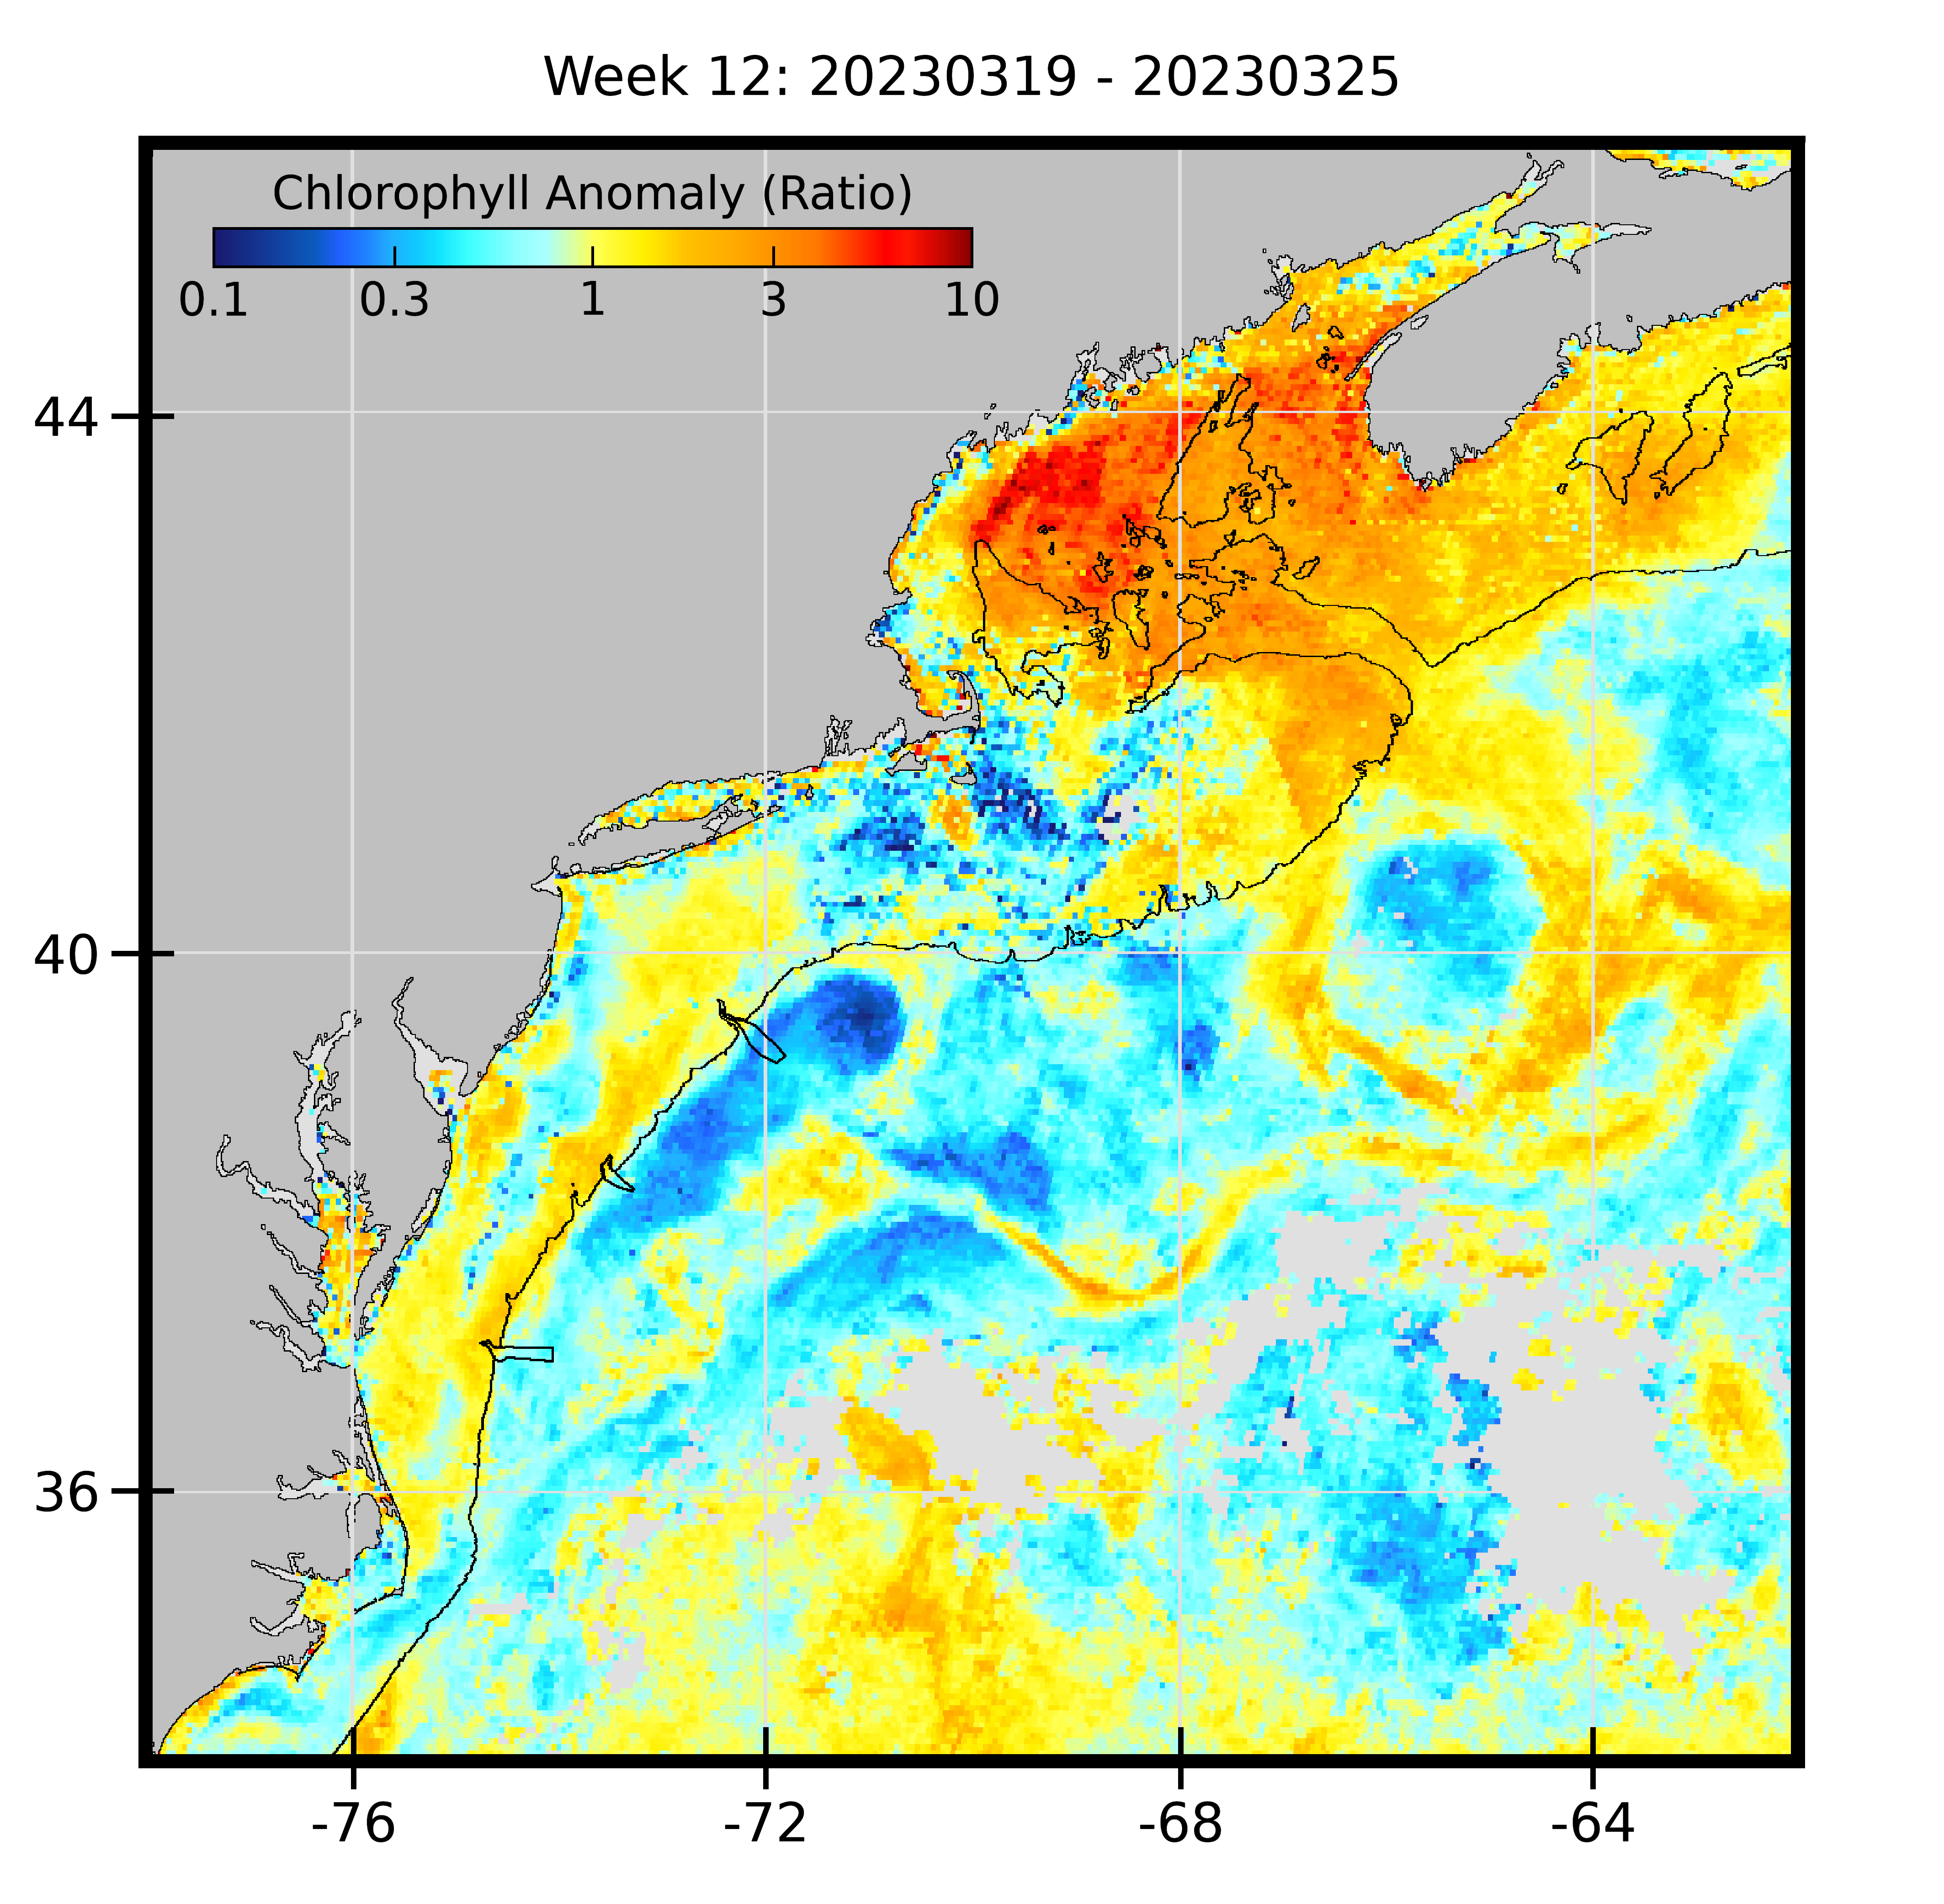 Week 12: 20230319 - 20230325
Chlorophyll Anomaly (Ratio)
0.1 0.3 1 3 10
44
40
36
-76 -72 -68 -64